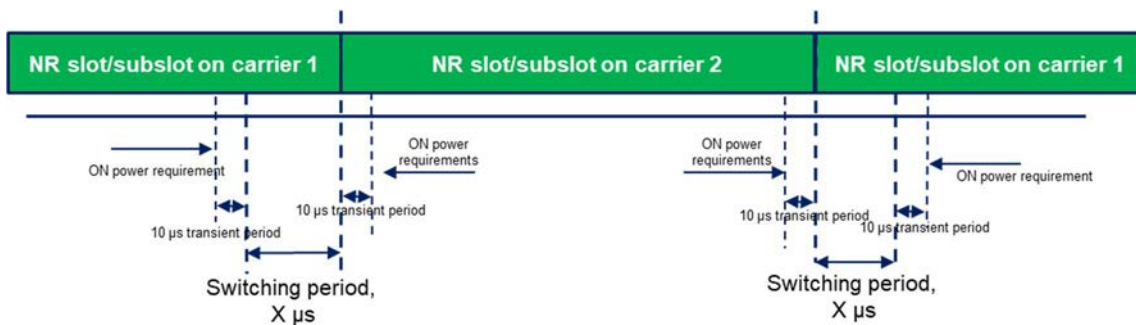 NR slot/subslot on carrier 1
NR slot/subslot on carrier 2
NR slot/subslot on carrier 1
ON power requirement
ON power
requirements
ON power
requirements
ON power requirement
10 µs transient period
10 µs transient period
10 µs transient period
10 µs transient period
Switching period,
X µs
Switching period,
X µs